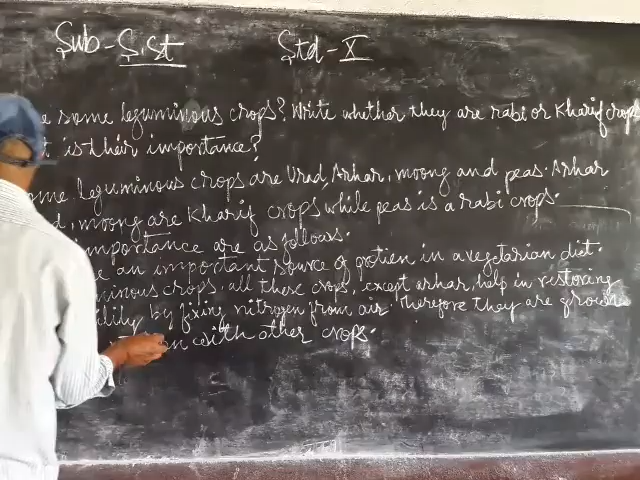 Sub - S.St Std - X
e some leguminous crops? Write whether they are rabi or Kharif crops
t is their importance?
me leguminous crops are Urad, Arhar, moong and peas. Arhar
d, moong are Kharif crops while peas is a rabi crops.
importance are as follows.
e an important source of potien in a vegetarian diet.
minous crops, all these crops, except arhar, help in restoring
ility by fixing nitrogen from air. Therefore they are grown
n with other crops.